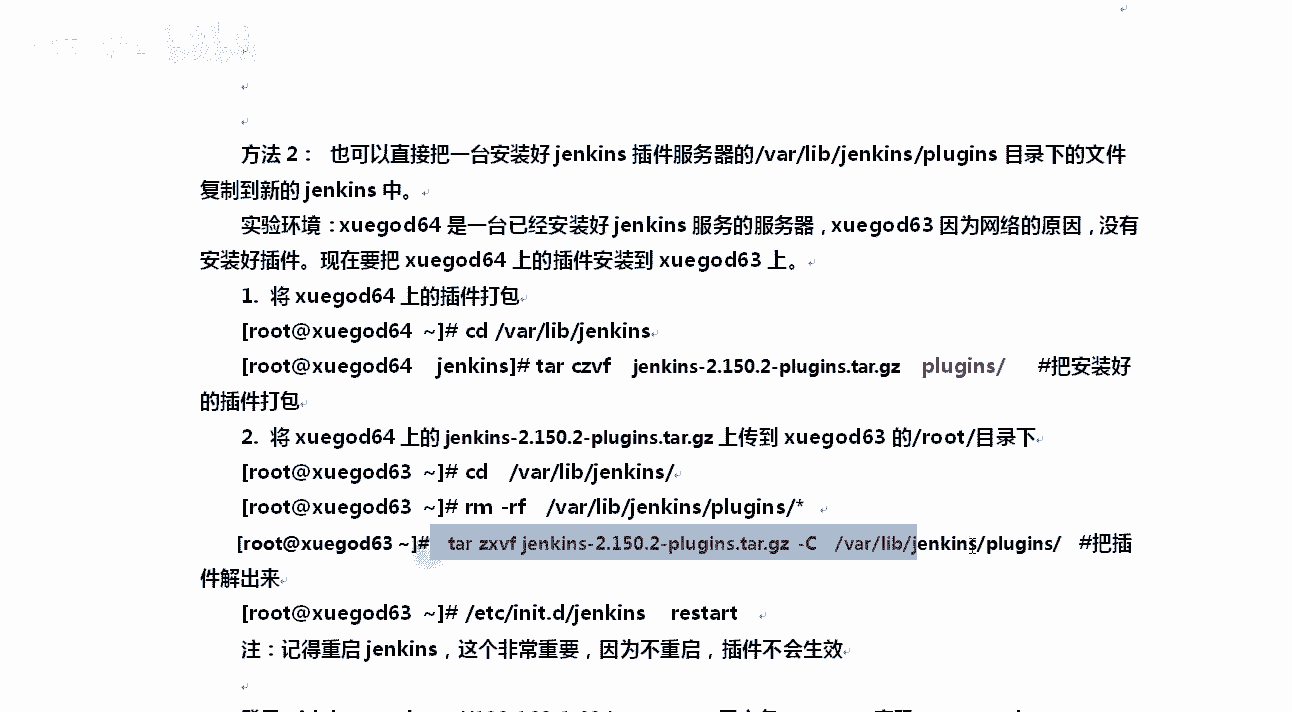 方法 2： 也可以直接把一台安装好 jenkins 插件服务器的/var/lib/jenkins/plugins 目录下的文件
复制到新的 jenkins 中。
实验环境：xuegod64 是一台已经安装好 jenkins 服务的服务器，xuegod63 因为网络的原因，没有
安装好插件。现在要把 xuegod64 上的插件安装到 xuegod63 上。
1. 将 xuegod64 上的插件打包
[root@xuegod64 ~]# cd /var/lib/jenkins
[root@xuegod64 jenkins]# tar czvf jenkins-2.150.2-plugins.tar.gz plugins/ #把安装好
的插件打包
2. 将 xuegod64 上的 jenkins-2.150.2-plugins.tar.gz 上传到 xuegod63 的/root/目录下
[root@xuegod63 ~]# cd /var/lib/jenkins/
[root@xuegod63 ~]# rm -rf /var/lib/jenkins/plugins/*
[root@xuegod63 ~]# tar zxvf jenkins-2.150.2-plugins.tar.gz -C /var/lib/jenkins/plugins/ #把插
件解出来
[root@xuegod63 ~]# /etc/init.d/jenkins restart
注：记得重启 jenkins，这个非常重要，因为不重启，插件不会生效